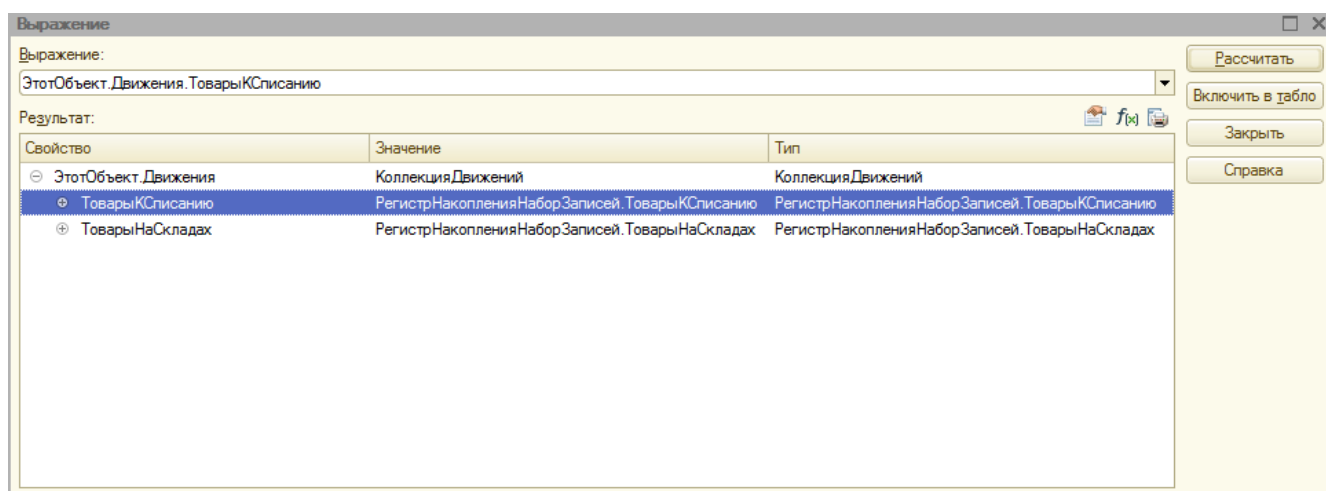 Выражение
Выражение:
Рассчитать
ЭтотОбъект.Движения.ТоварыКСписанию
Включить в табло
Результат:
f(x)
Закрыть
Свойство Значение Тип
Справка
ЭтотОбъект.Движения КоллекцияДвижений КоллекцияДвижений
ТоварыКСписанию РегистрНакопленияНаборЗаписей.ТоварыКСписанию РегистрНакопленияНаборЗаписей.ТоварыКСписанию
ТоварыНаСкладах РегистрНакопленияНаборЗаписей.ТоварыНаСкладах РегистрНакопленияНаборЗаписей.ТоварыНаСкладах